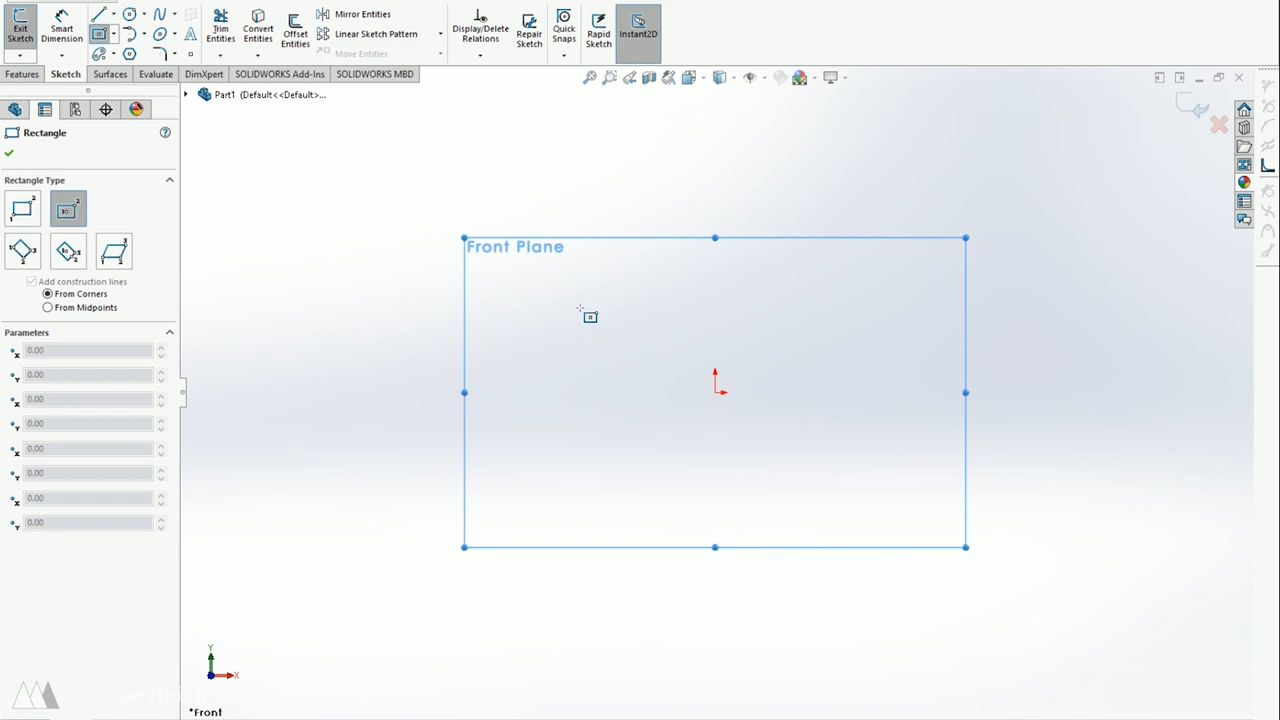 Exit Sketch
Smart Dimension
Trim Entities
Convert Entities
Offset Entities
Mirror Entities
Linear Sketch Pattern
Move Entities
Display/Delete Relations
Repair Sketch
Quick Snaps
Rapid Sketch
Instant2D
Features
Sketch
Surfaces
Evaluate
DimXpert
SOLIDWORKS Add-Ins
SOLIDWORKS MBD
Part1 (Default<<Default>...
Rectangle
Rectangle Type
Add construction lines
From Corners
From Midpoints
Parameters
0.00
0.00
0.00
0.00
0.00
0.00
0.00
0.00
Front Plane
Y
X
makeanything
*Front